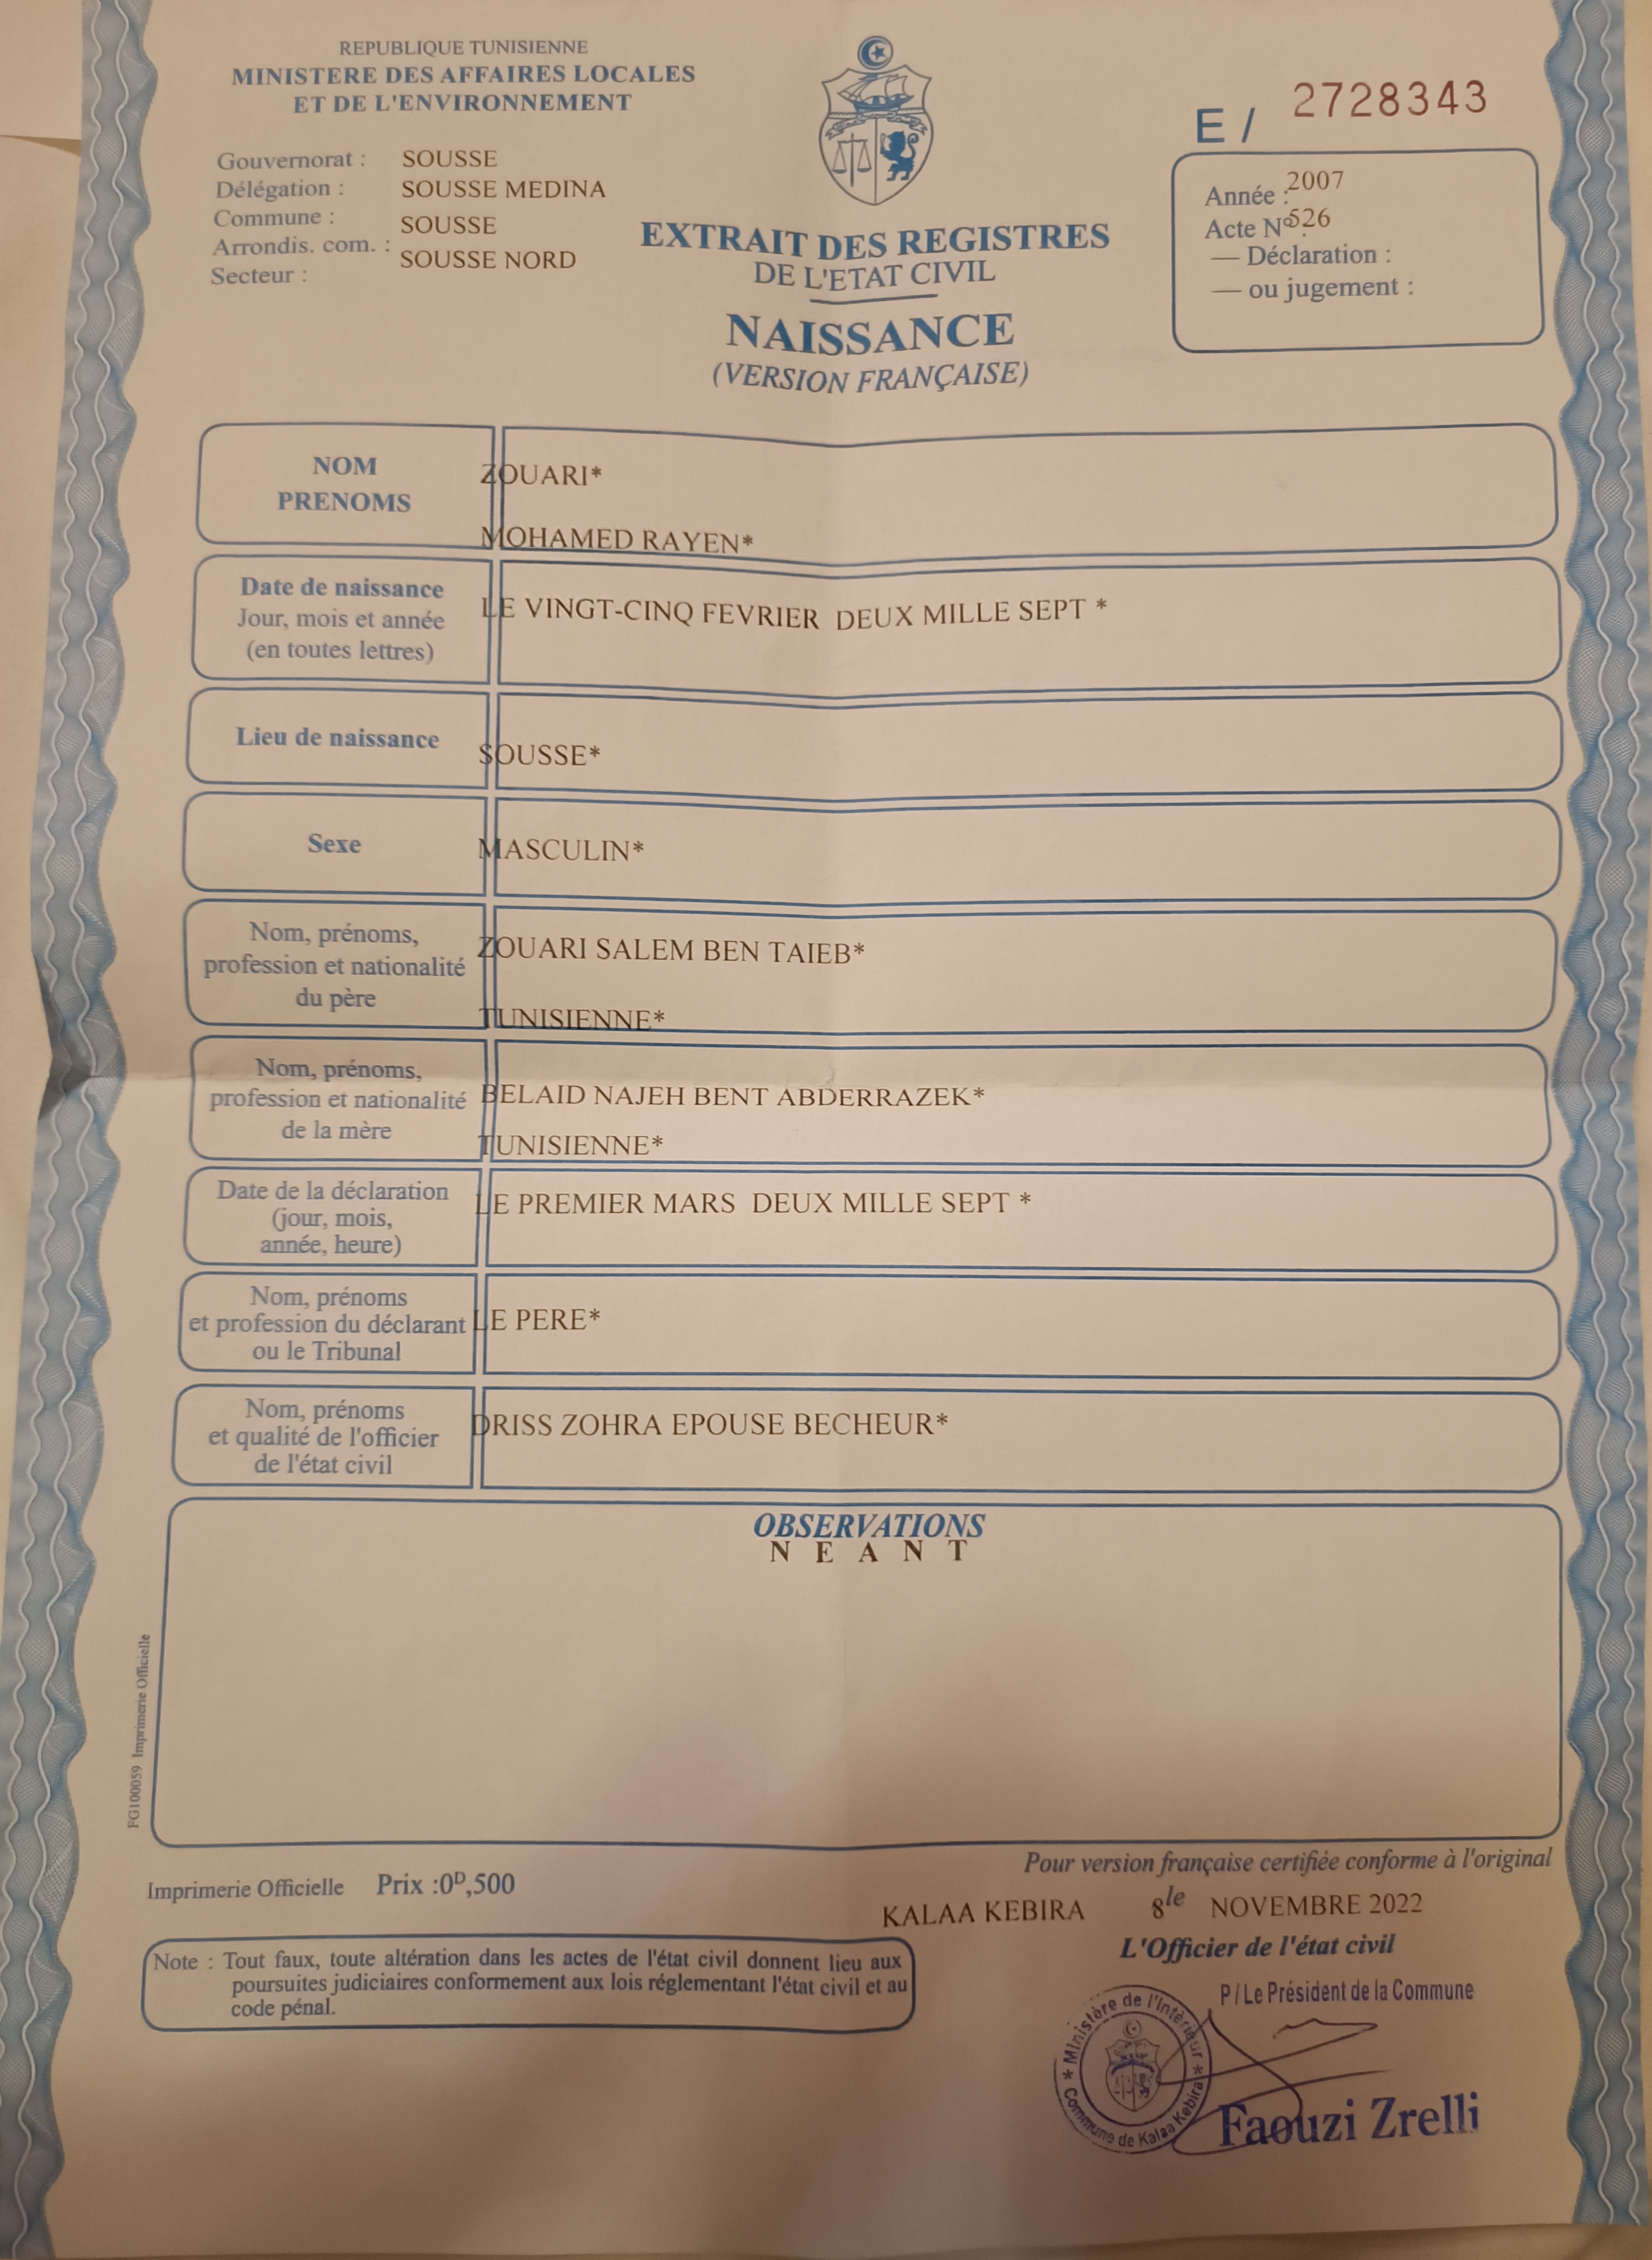 REPUBLIQUE TUNISIENNE
MINISTERE DES AFFAIRES LOCALES
ET DE L'ENVIRONNEMENT
Gouvernorat : SOUSSE
Délégation : SOUSSE MEDINA
Commune : SOUSSE
Arrondis. com. : SOUSSE NORD
Secteur :
EXTRAIT DES REGISTRES
DE L'ETAT CIVIL
NAISSANCE
(VERSION FRANÇAISE)
E / 2728343
Année : 2007
Acte N° 526
— Déclaration :
— ou jugement :
NOM
PRENOMS
ZOUARI*
MOHAMED RAYEN*
Date de naissance
Jour, mois et année
(en toutes lettres)
LE VINGT-CINQ FEVRIER DEUX MILLE SEPT *
Lieu de naissance
SOUSSE*
Sexe
MASCULIN*
Nom, prénoms,
profession et nationalité
du père
ZOUARI SALEM BEN TAIEB*
TUNISIENNE*
Nom, prénoms,
profession et nationalité
de la mère
BELAID NAJEH BENT ABDERRAZEK*
TUNISIENNE*
Date de la déclaration
(jour, mois,
année, heure)
LE PREMIER MARS DEUX MILLE SEPT *
Nom, prénoms
et profession du déclarant
ou le Tribunal
LE PERE*
Nom, prénoms
et qualité de l'officier
de l'état civil
DRISS ZOHRA EPOUSE BECHEUR*
OBSERVATIONS
N E A N T
FG100059 Imprimerie Officielle
Imprimerie Officielle Prix :0ᴰ,500
Pour version française certifiée conforme à l'original
KALAA KEBIRA 8 le NOVEMBRE 2022
L'Officier de l'état civil
Note : Tout faux, toute altération dans les actes de l'état civil donnent lieu aux
poursuites judiciaires conformement aux lois réglementant l'état civil et au
code pénal.
P / Le Président de la Commune
* Ministère de l'Intérieur *
Commune de Kalaa Kebira
Faouzi Zrelli